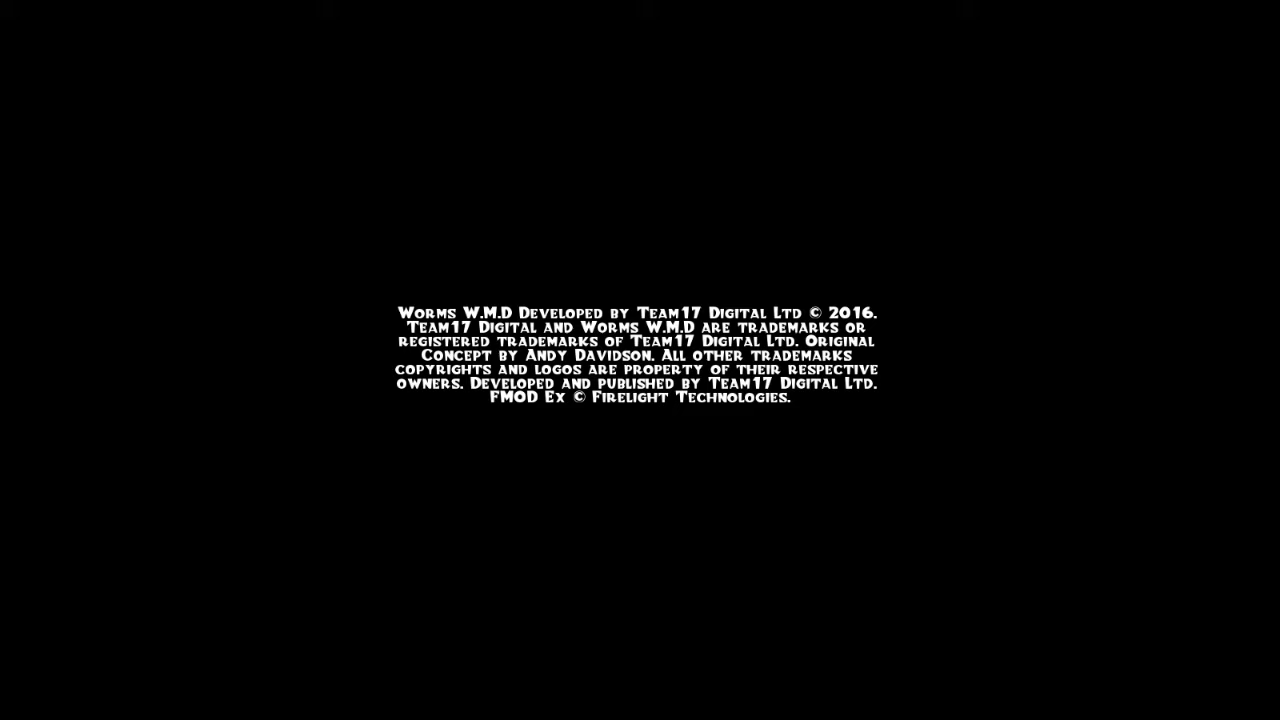 Worms W.M.D Developed by Team17 Digital Ltd © 2016.
Team17 Digital and Worms W.M.D are trademarks or
registered trademarks of Team17 Digital Ltd. Original
Concept by Andy Davidson. All other trademarks
copyrights and logos are property of their respective
owners. Developed and published by Team17 Digital Ltd.
FMOD Ex © Firelight Technologies.